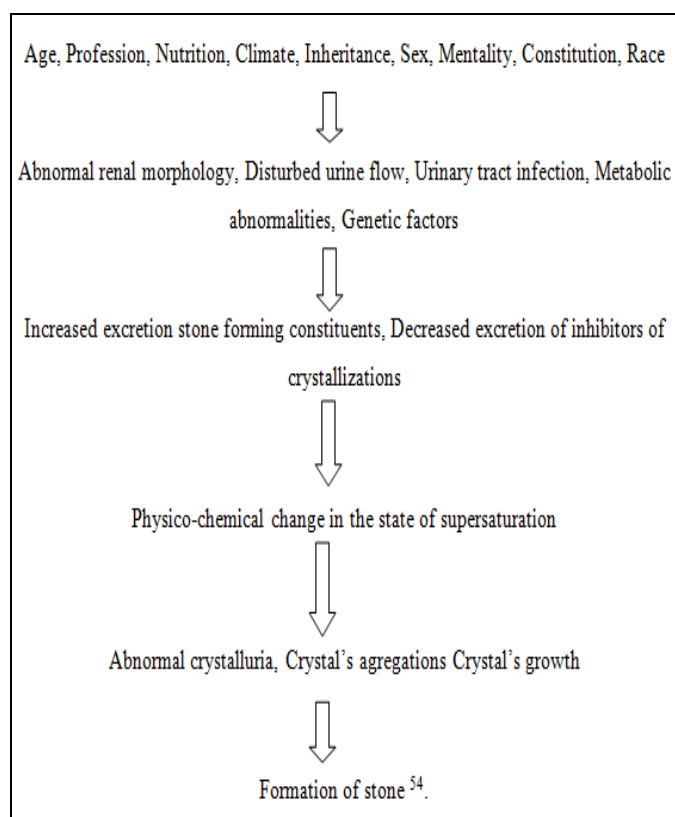 Age, Profession, Nutrition, Climate, Inheritance, Sex, Mentality, Constitution, Race
Abnormal renal morphology, Disturbed urine flow, Urinary tract infection, Metabolic
abnormalities, Genetic factors
Increased excretion stone forming constituents, Decreased excretion of inhibitors of
crystallizations
Physico-chemical change in the state of supersaturation
Abnormal crystalluria, Crystal's agregations Crystal's growth
Formation of stone 54.